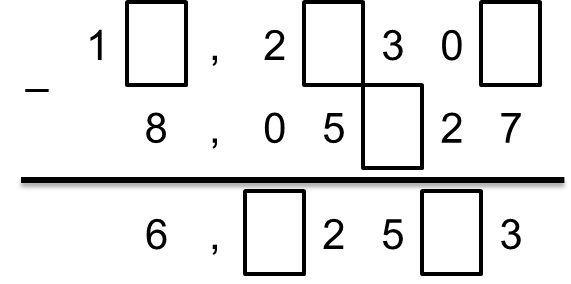 1 □ , 2 □ 3 0 □
–
8 , 0 5 □ 2 7
6 , □ 2 5 □ 3